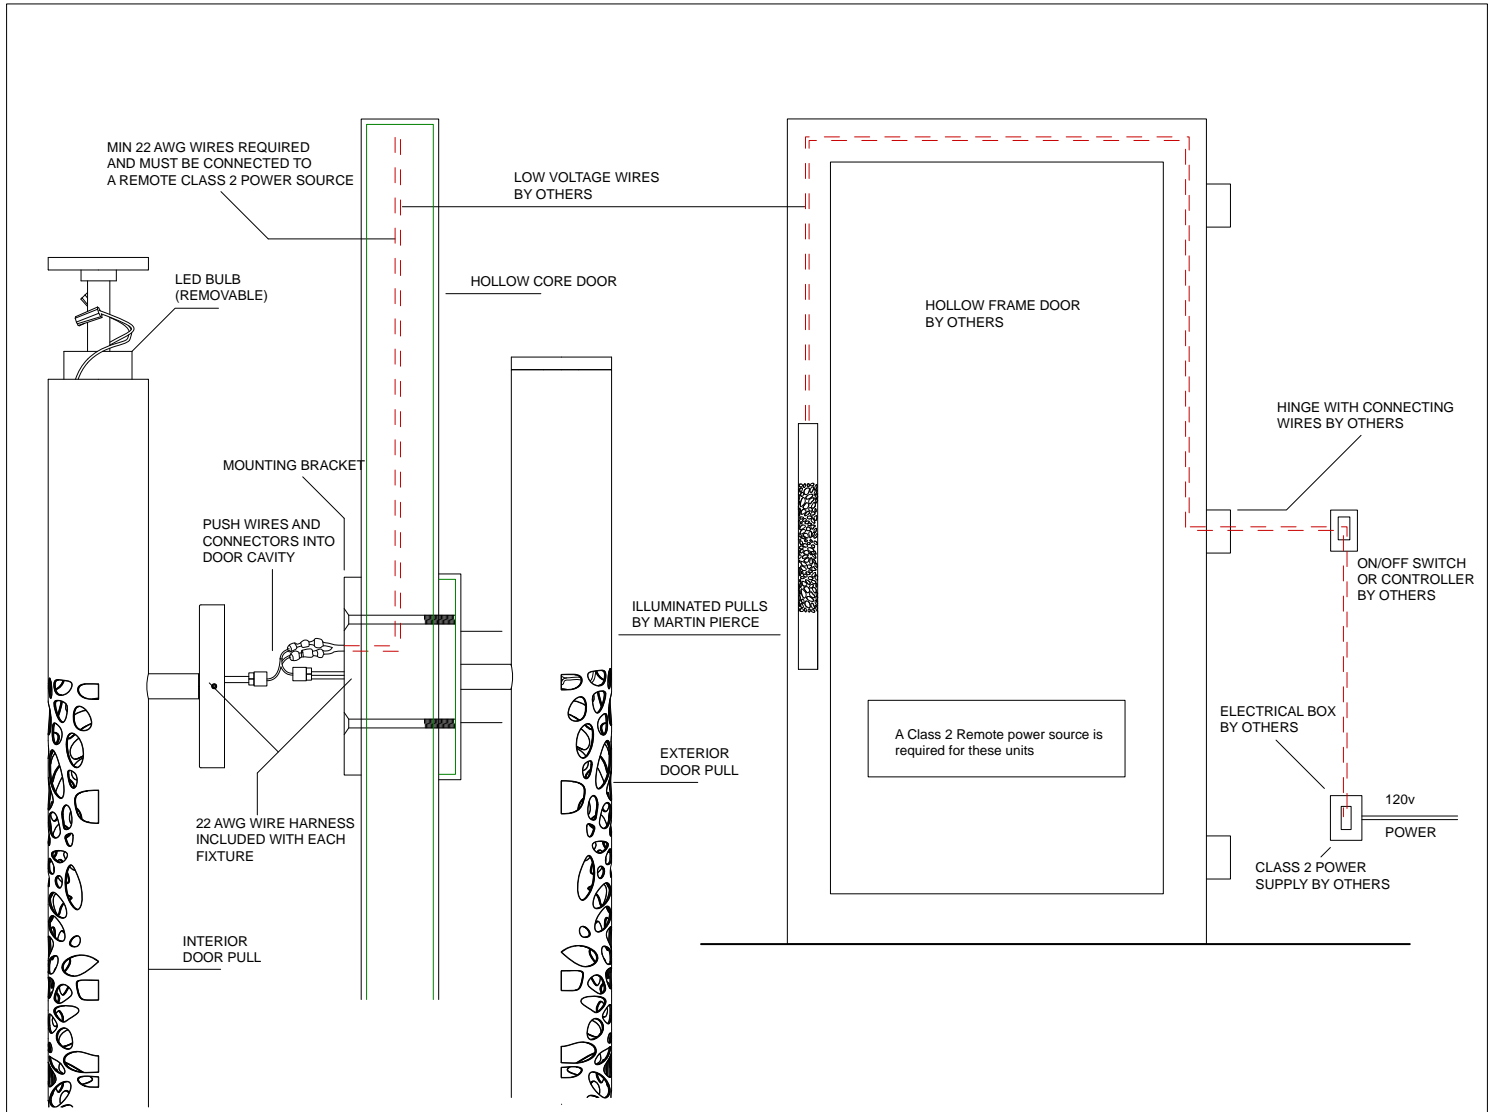 MIN 22 AWG WIRES REQUIRED
AND MUST BE CONNECTED TO
A REMOTE CLASS 2 POWER SOURCE
LOW VOLTAGE WIRES
BY OTHERS
LED BULB
(REMOVABLE)
HOLLOW CORE DOOR
HOLLOW FRAME DOOR
BY OTHERS
HINGE WITH CONNECTING
WIRES BY OTHERS
MOUNTING BRACKET
PUSH WIRES AND
CONNECTORS INTO
DOOR CAVITY
ON/OFF SWITCH
OR CONTROLLER
BY OTHERS
ILLUMINATED PULLS
BY MARTIN PIERCE
ELECTRICAL BOX
BY OTHERS
A Class 2 Remote power source is
required for these units
EXTERIOR
DOOR PULL
120v
POWER
22 AWG WIRE HARNESS
INCLUDED WITH EACH
FIXTURE
CLASS 2 POWER
SUPPLY BY OTHERS
INTERIOR
DOOR PULL